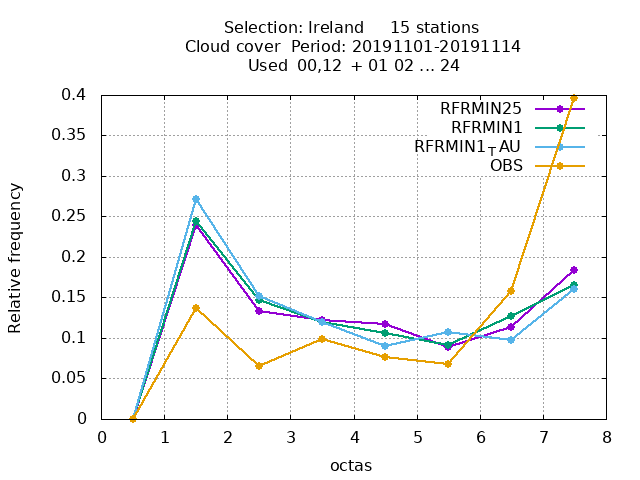 Selection: Ireland 15 stations
Cloud cover Period: 20191101-20191114
Used 00,12 + 01 02 ... 24
RFRMIN25
RFRMIN1
RFRMIN1TAU
OBS
0.4
0.35
0.3
0.25
0.2
0.15
0.1
0.05
0
Relative frequency
0 1 2 3 4 5 6 7 8
octas